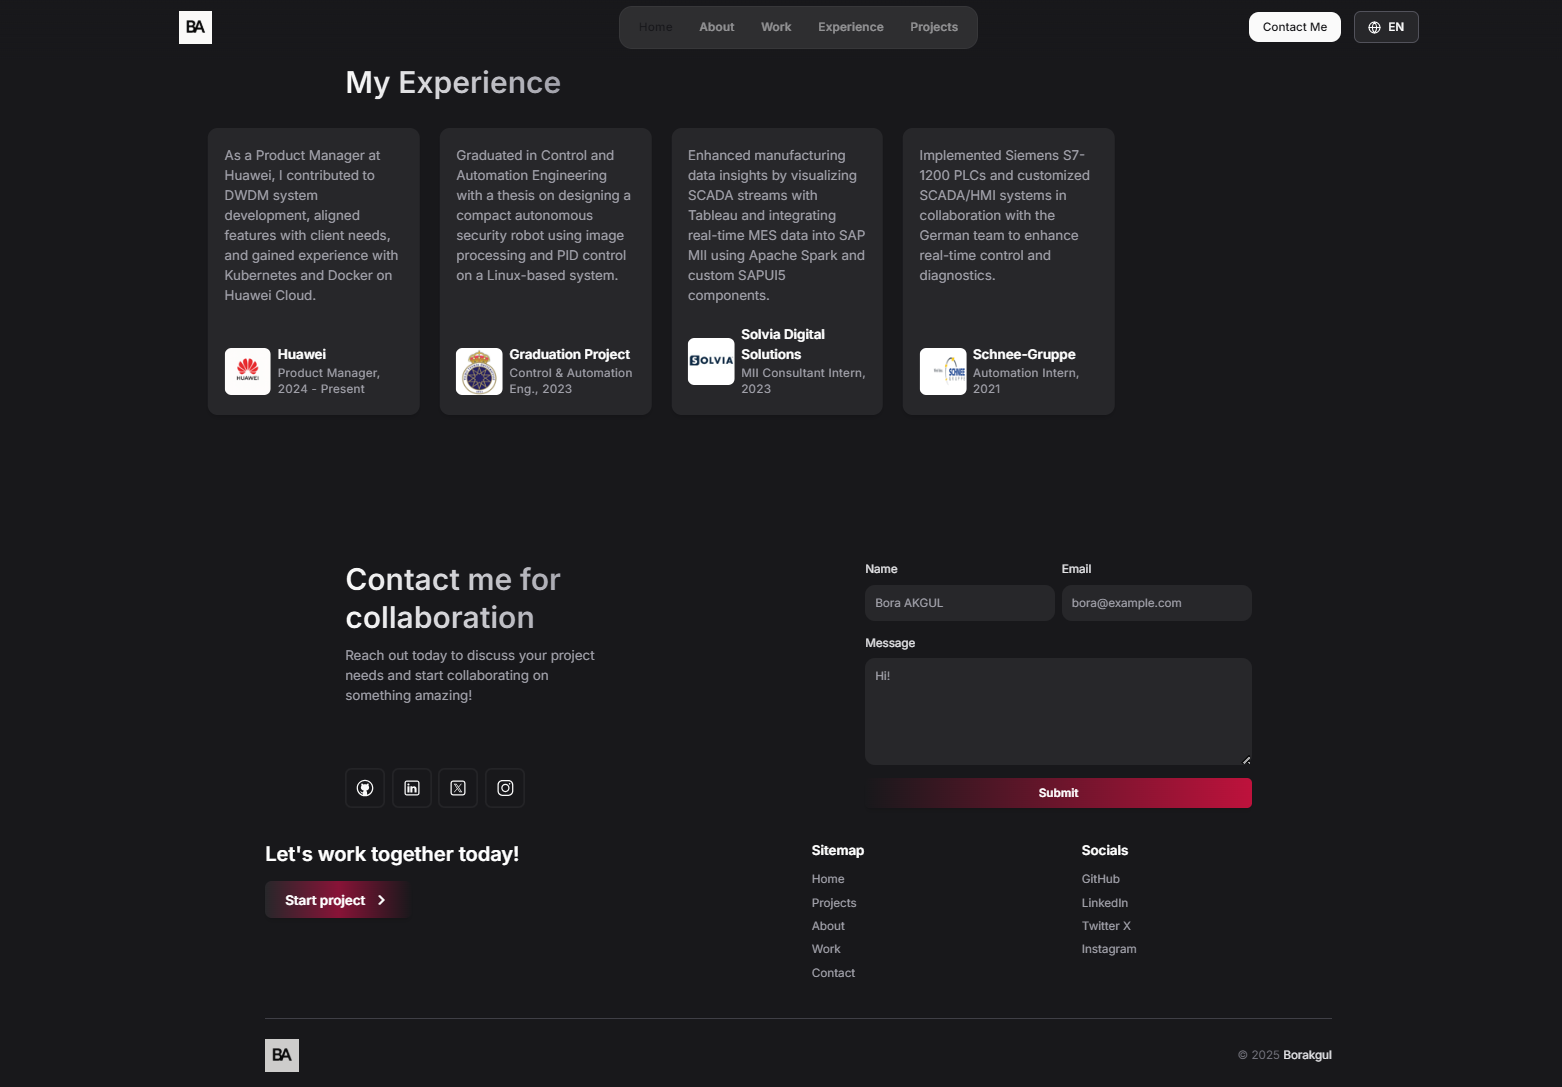 BA
Home About Work Experience Projects
Contact Me
EN
My Experience
As a Product Manager at
Huawei, I contributed to
DWDM system
development, aligned
features with client needs,
and gained experience with
Kubernetes and Docker on
Huawei Cloud.
HUAWEI
Huawei
Product Manager,
2024 - Present
Graduated in Control and
Automation Engineering
with a thesis on designing a
compact autonomous
security robot using image
processing and PID control
on a Linux-based system.
Graduation Project
Control & Automation
Eng., 2023
Enhanced manufacturing
data insights by visualizing
SCADA streams with
Tableau and integrating
real-time MES data into SAP
MII using Apache Spark and
custom SAPUI5
components.
SOLVIA
Solvia Digital
Solutions
MII Consultant Intern,
2023
Implemented Siemens S7-
1200 PLCs and customized
SCADA/HMI systems in
collaboration with the
German team to enhance
real-time control and
diagnostics.
SCHNEE
GRUPPE
Schnee-Gruppe
Automation Intern,
2021
Contact me for
collaboration
Reach out today to discuss your project
needs and start collaborating on
something amazing!
Name
Bora AKGUL
Email
bora@example.com
Message
Hi!
Submit
Let's work together today!
Start project
Sitemap
Home
Projects
About
Work
Contact
Socials
GitHub
LinkedIn
Twitter X
Instagram
BA
© 2025 Borakgul